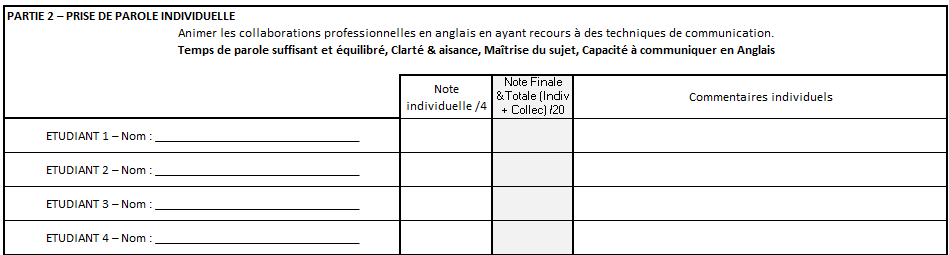 PARTIE 2 – PRISE DE PAROLE INDIVIDUELLE
Animer les collaborations professionnelles en anglais en ayant recours à des techniques de communication.
Temps de parole suffisant et équilibré, Clarté & aisance, Maîtrise du sujet, Capacité à communiquer en Anglais
Note
individuelle /4
Note Finale
&Totale (Indiv
+ Collec) /20
Commentaires individuels
ETUDIANT 1 – Nom : ______________________________
ETUDIANT 2 – Nom : ______________________________
ETUDIANT 3 – Nom : ______________________________
ETUDIANT 4 – Nom : ______________________________